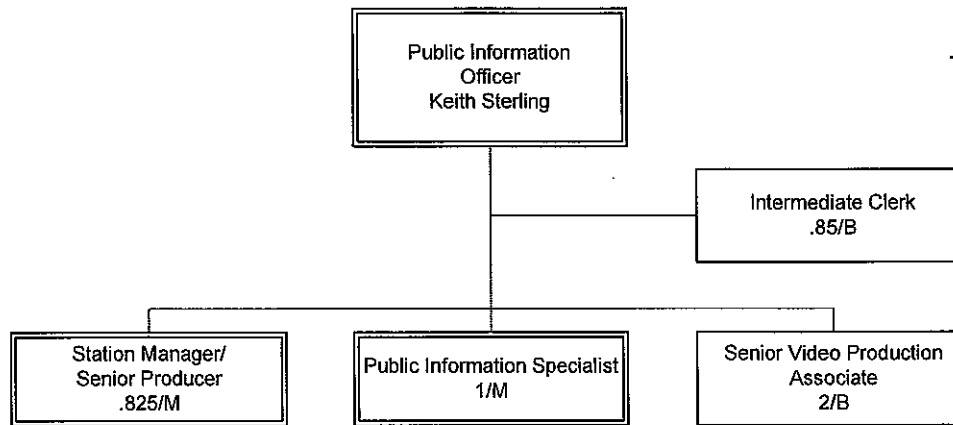 Public Information
Officer
Keith Sterling
Intermediate Clerk
.85/B
Station Manager/
Senior Producer
.825/M
Public Information Specialist
1/M
Senior Video Production
Associate
2/B